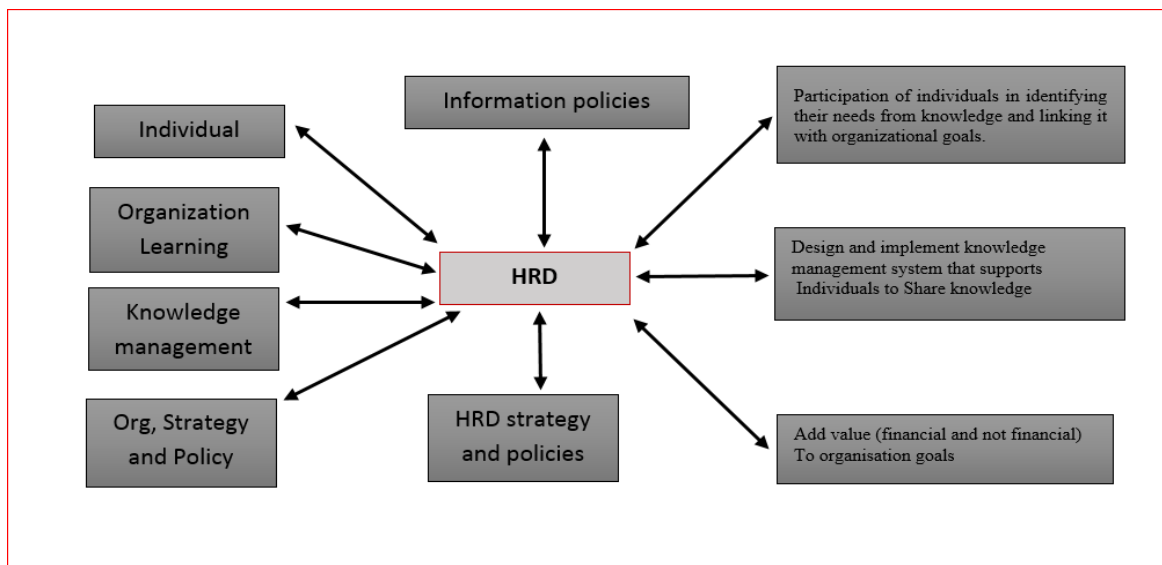 Individual
Organization
Learning
Knowledge
management
Org, Strategy
and Policy
Information policies
HRD
HRD strategy
and policies
Participation of individuals in identifying
their needs from knowledge and linking it
with organizational goals.
Design and implement knowledge
management system that supports
Individuals to Share knowledge
Add value (financial and not financial)
To organisation goals